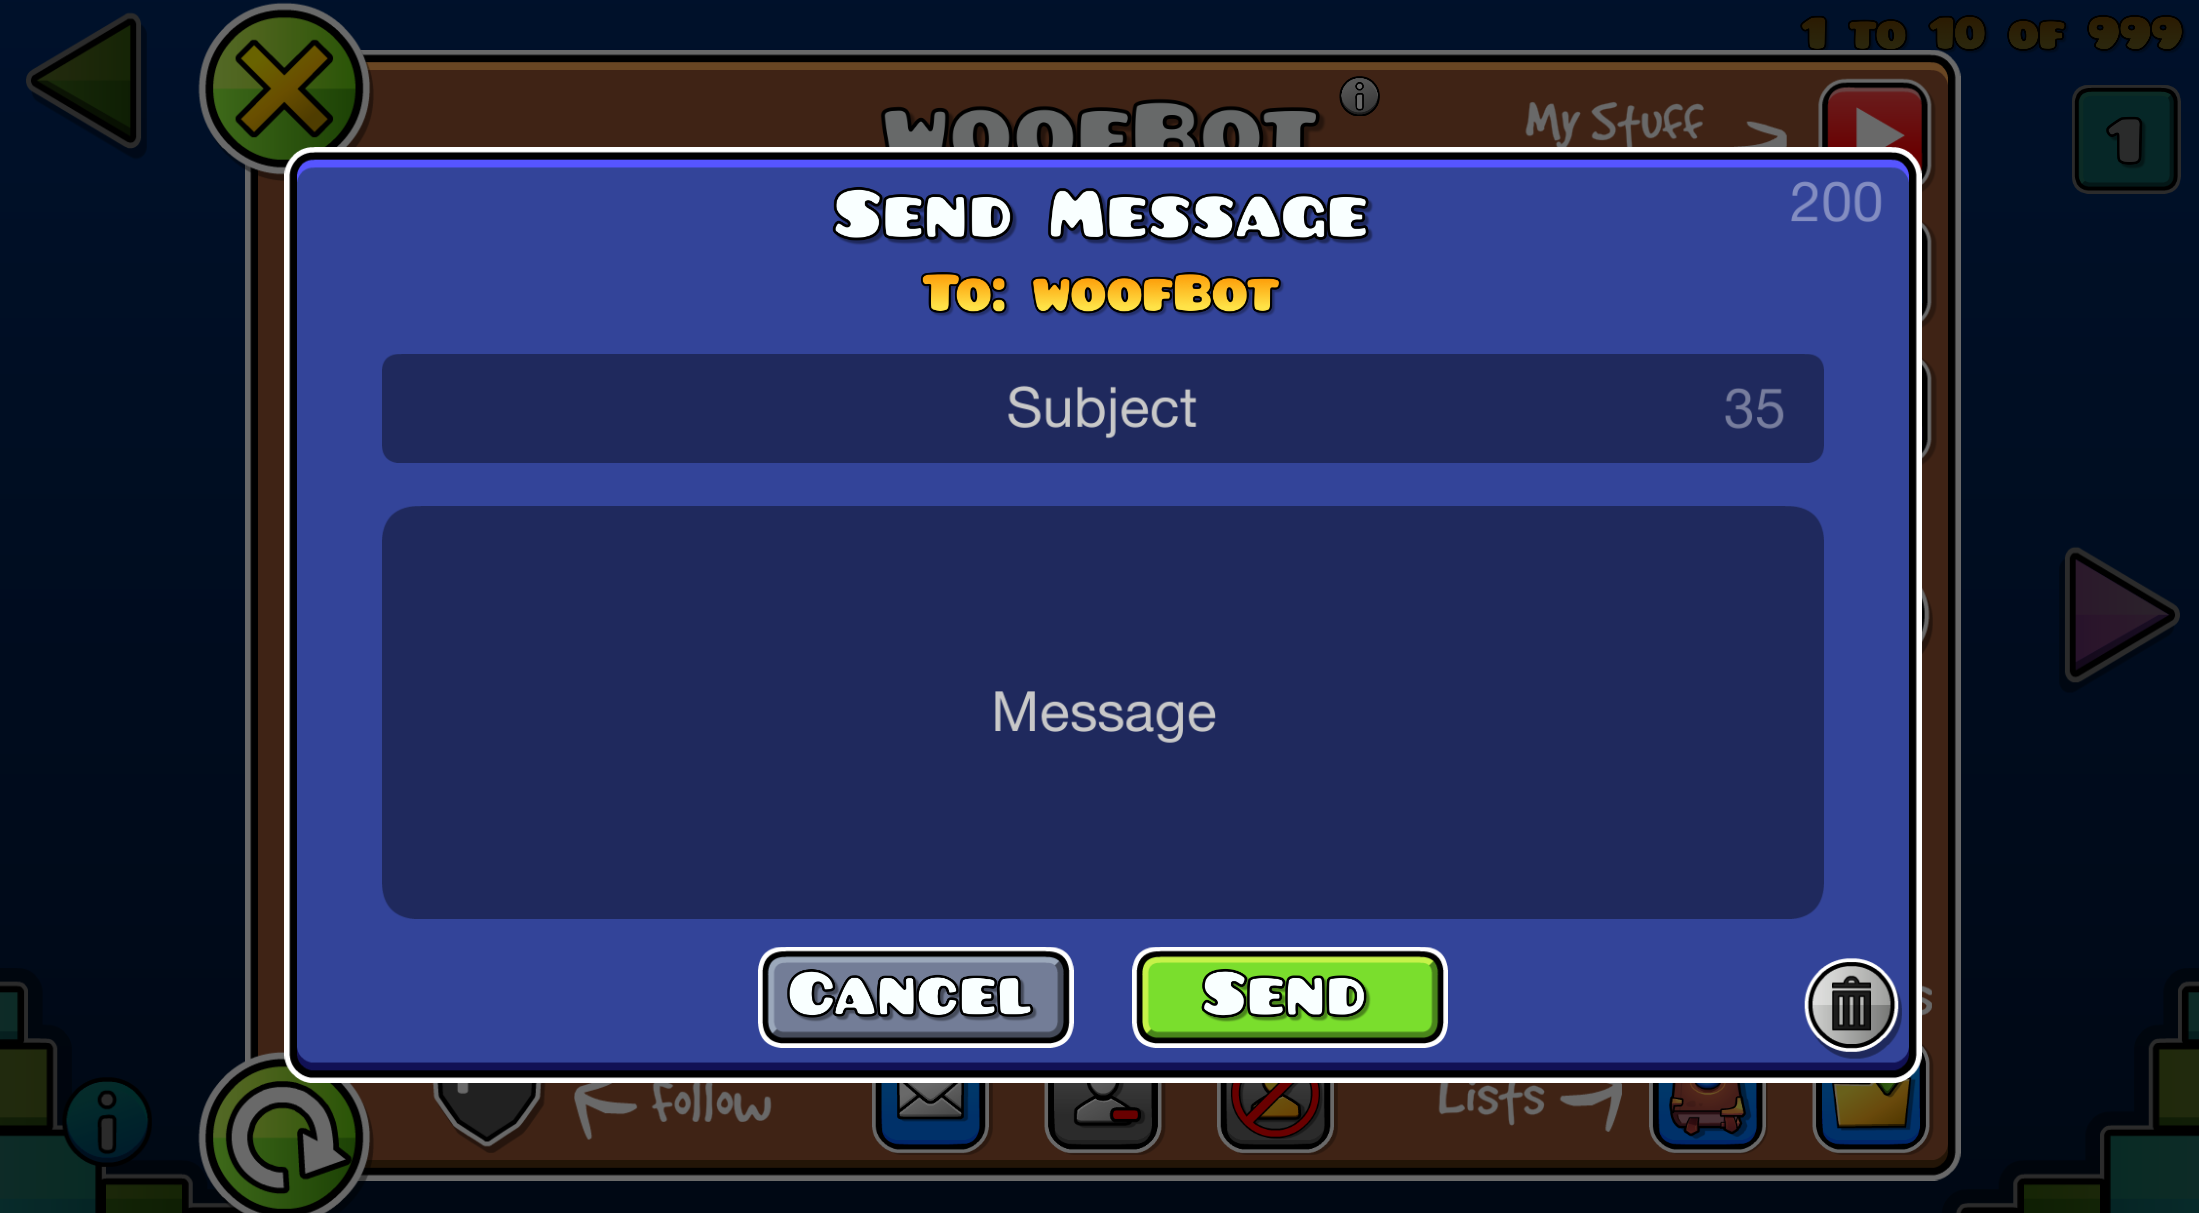 1 to 10 of 999
woofBot
My Stuff
1
Send Message
200
To: woofBot
Subject
35
Message
Cancel
Send
follow
Lists